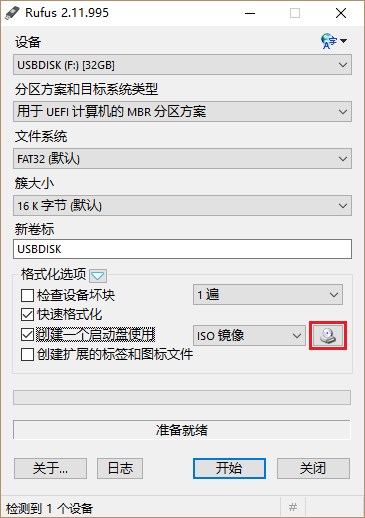 Rufus 2.11.995
设备
USBDISK (F:) [32GB]
分区方案和目标系统类型
用于 UEFI 计算机的 MBR 分区方案
文件系统
FAT32 (默认)
簇大小
16 K 字节 (默认)
新卷标
USBDISK
格式化选项
检查设备坏块 1 遍
快速格式化
创建一个启动盘使用 ISO 镜像
创建扩展的标签和图标文件
准备就绪
关于... 日志 开始 关闭
检测到 1 个设备 #